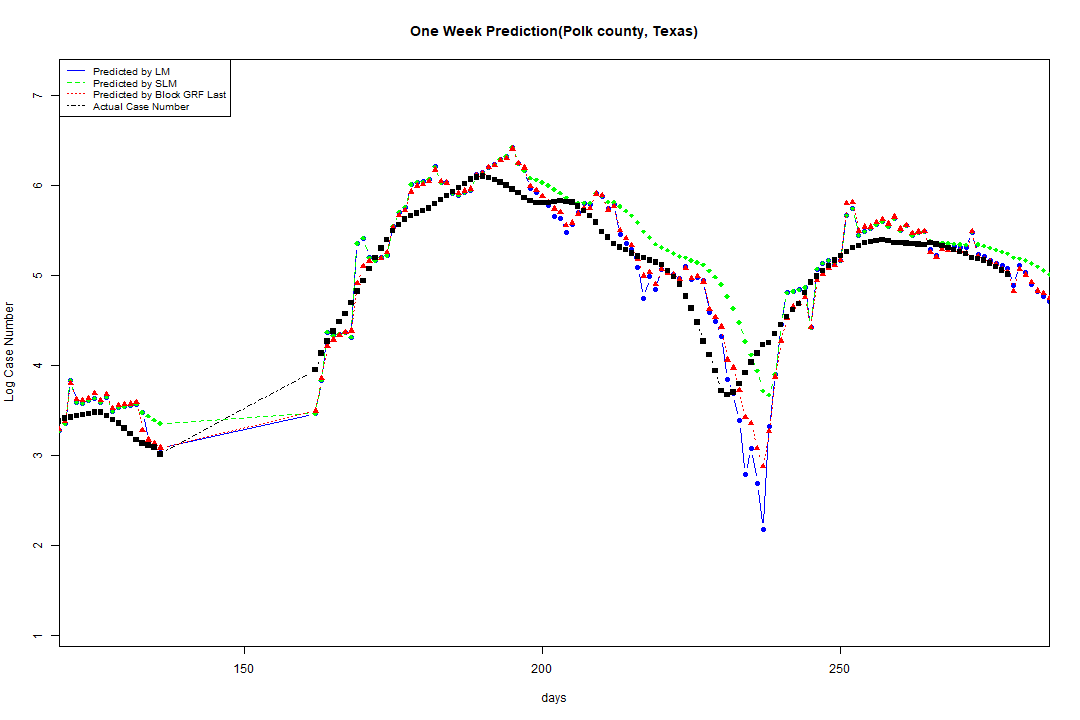 One Week Prediction(Polk county, Texas)
Predicted by LM
Predicted by SLM
Predicted by Block GRF Last
Actual Case Number
7
6
5
4
3
2
1
Log Case Number
150
200
250
days